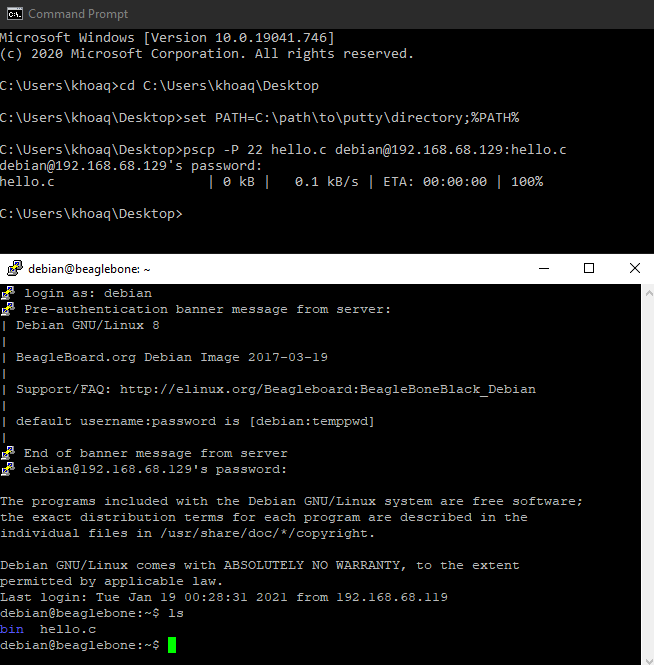 Command Prompt
Microsoft Windows [Version 10.0.19041.746]
(c) 2020 Microsoft Corporation. All rights reserved.
C:\Users\khoaq>cd C:\Users\khoaq\Desktop
C:\Users\khoaq\Desktop>set PATH=C:\path\to\putty\directory;%PATH%
C:\Users\khoaq\Desktop>pscp -P 22 hello.c debian@192.168.68.129:hello.c
debian@192.168.68.129's password:
hello.c                   | 0 kB |   0.1 kB/s | ETA: 00:00:00 | 100%
C:\Users\khoaq\Desktop>
debian@beaglebone: ~
login as: debian
Pre-authentication banner message from server:
| Debian GNU/Linux 8
|
| BeagleBoard.org Debian Image 2017-03-19
|
| Support/FAQ: http://elinux.org/Beagleboard:BeagleBoneBlack_Debian
|
| default username:password is [debian:temppwd]
|
End of banner message from server
debian@192.168.68.129's password:
The programs included with the Debian GNU/Linux system are free software;
the exact distribution terms for each program are described in the
individual files in /usr/share/doc/*/copyright.
Debian GNU/Linux comes with ABSOLUTELY NO WARRANTY, to the extent
permitted by applicable law.
Last login: Tue Jan 19 00:28:31 2021 from 192.168.68.119
debian@beaglebone:~$ ls
bin  hello.c
debian@beaglebone:~$